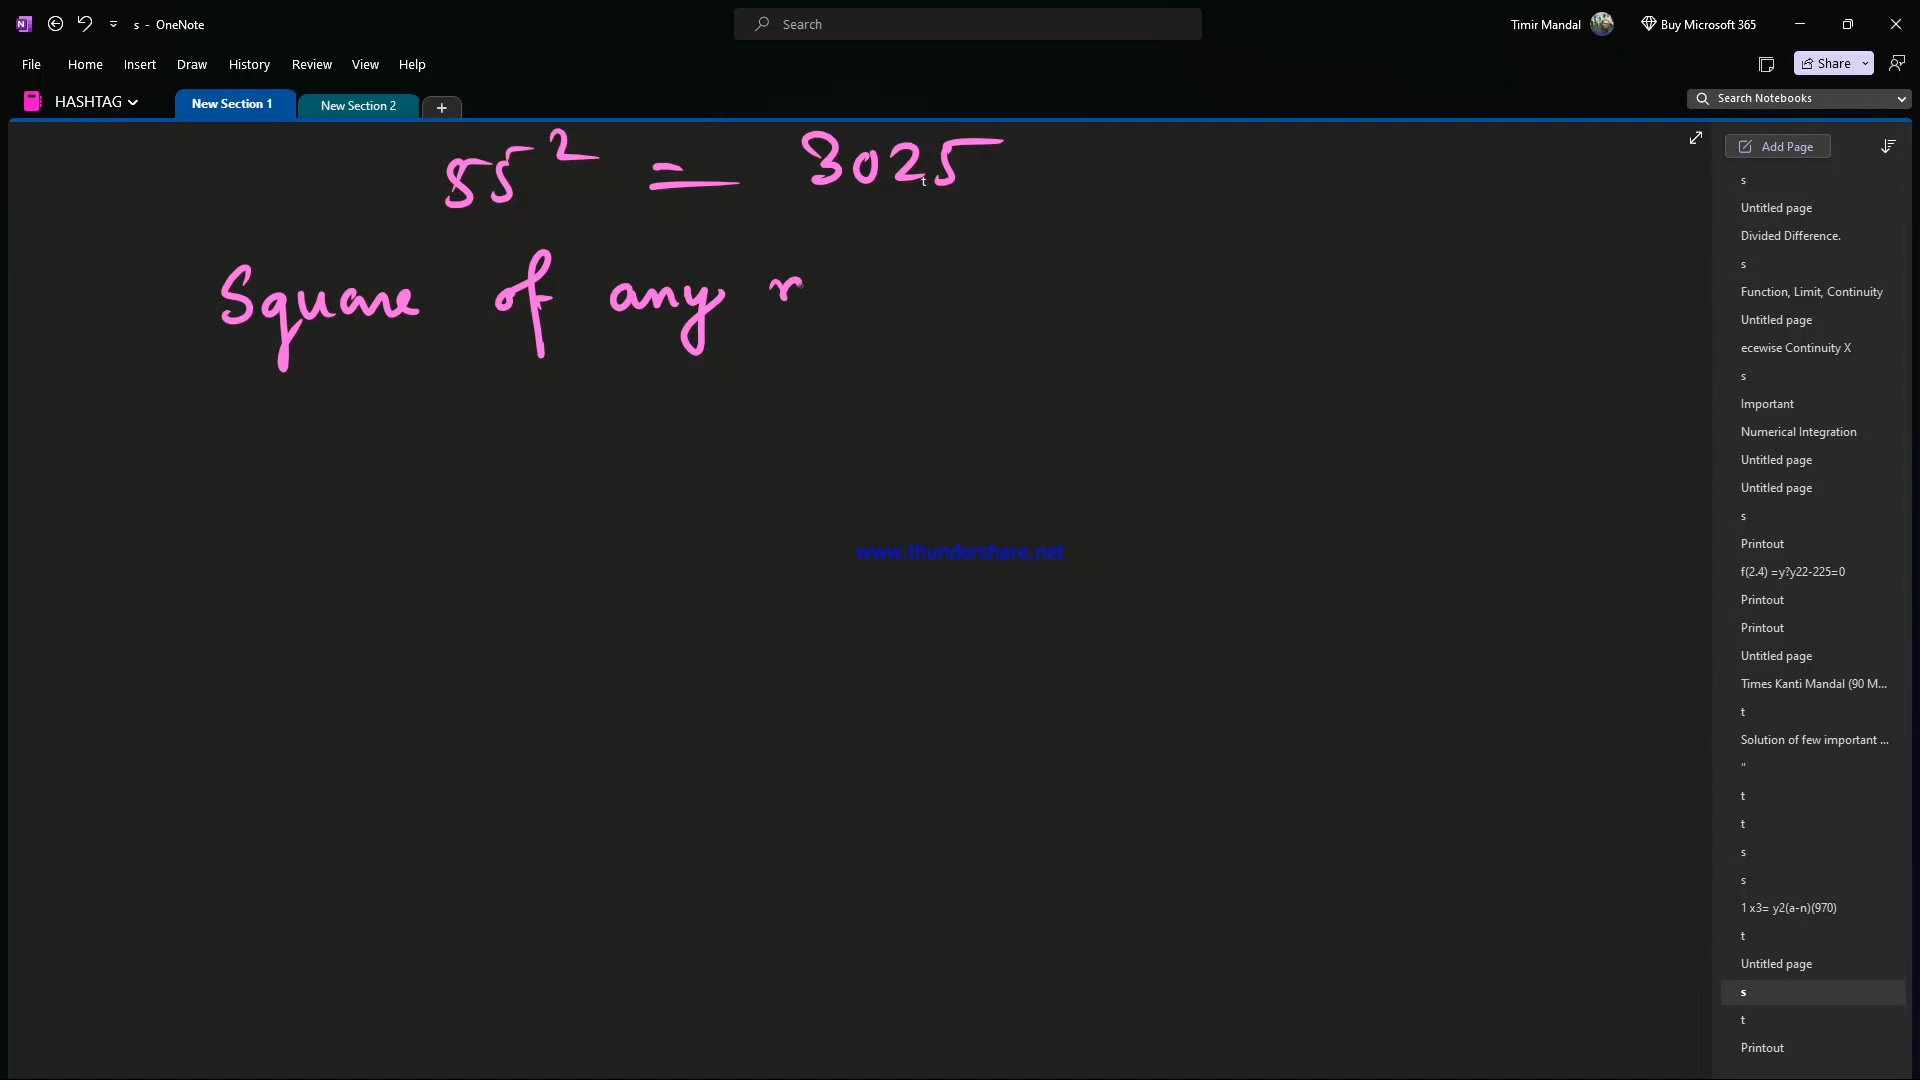 s - OneNote
Search
Timir Mandal
Buy Microsoft 365
File Home Insert Draw History Review View Help
Share
HASHTAG
New Section 1
New Section 2
+
Search Notebooks
55² = 3025
t
Square of any n
www.thundershare.net
Add Page
s
Untitled page
Divided Difference.
s
Function, Limit, Continuity
Untitled page
ecewise Continuity X
s
Important
Numerical Integration
Untitled page
Untitled page
s
Printout
f(2.4) =y?y22-225=0
Printout
Printout
Untitled page
Times Kanti Mandal (90 M...
t
Solution of few important ...
"
t
t
s
s
1 x3= y2(a-n)(970)
t
Untitled page
s
t
Printout